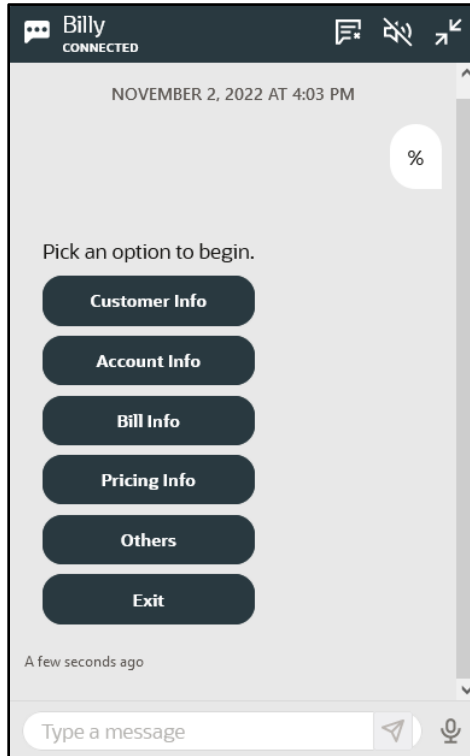 Billy
CONNECTED
NOVEMBER 2, 2022 AT 4:03 PM
%
Pick an option to begin.
Customer Info
Account Info
Bill Info
Pricing Info
Others
Exit
A few seconds ago
Type a message